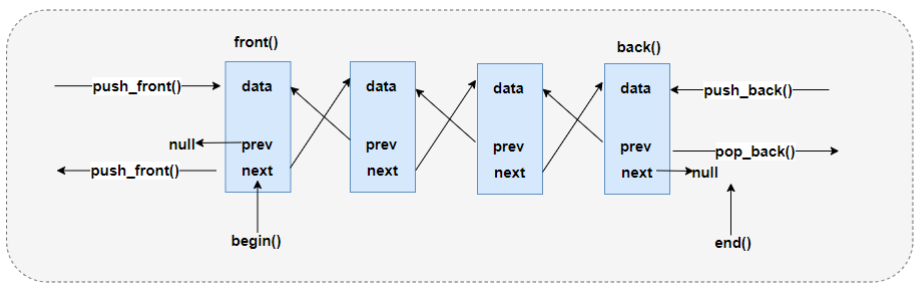 front()
back()
push_front()
data
data
data
data
push_back()
null
prev
prev
prev
prev
pop_back()
push_front()
next
next
next
next
null
begin()
end()